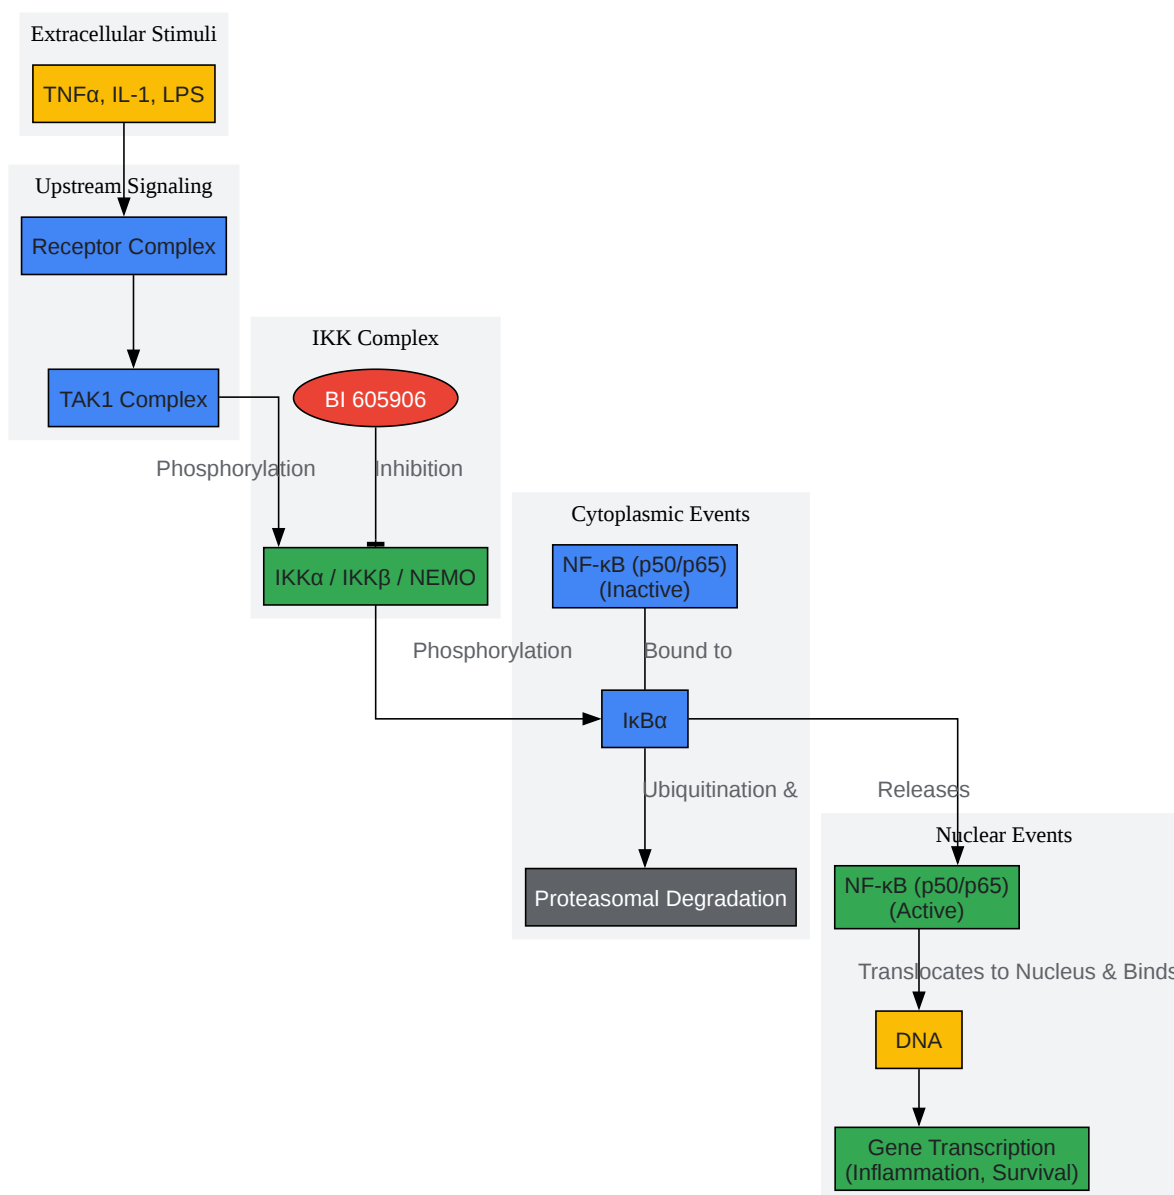 Extracellular Stimuli
TNFα, IL-1, LPS
Upstream Signaling
Receptor Complex
TAK1 Complex
Phosphorylation
IKK Complex
BI 605906
Inhibition
IKKα / IKKβ / NEMO
Phosphorylation
Cytoplasmic Events
NF-κB (p50/p65)
(Inactive)
Bound to
IκBα
Ubiquitination &
Proteasomal Degradation
Releases
Nuclear Events
NF-κB (p50/p65)
(Active)
Translocates to Nucleus & Binds
DNA
Gene Transcription
(Inflammation, Survival)